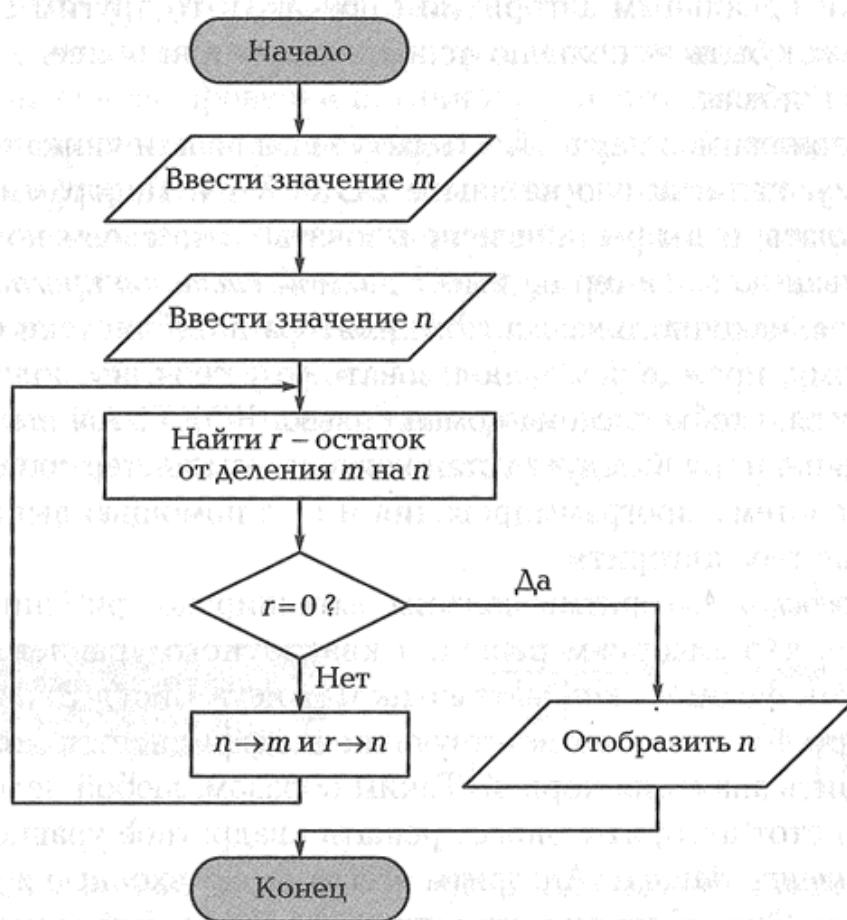 Начало
Ввести значение m
Ввести значение n
Найти r – остаток
от деления m на n
r = 0 ?
Да
Нет
n → m и r → n
Отобразить n
Конец